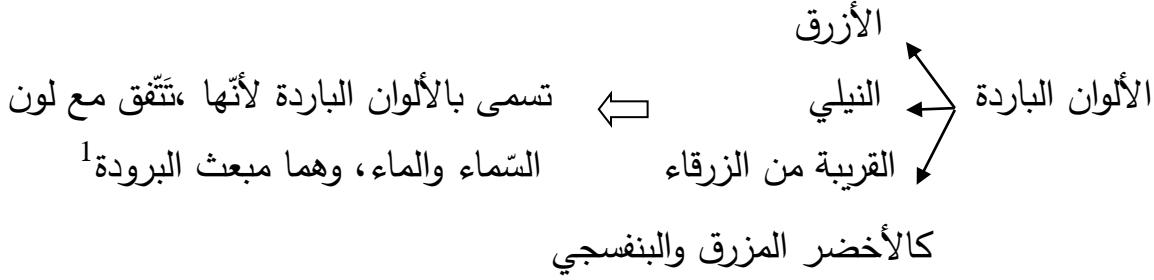 الأزرق
الألوان الباردة النيلي تسمى بالألوان الباردة لأنّها ،تَتّفق مع لون
القريبة من الزرقاء السّماء والماء، وهما مبعث البرودة1
كالأخضر المزرق والبنفسجي